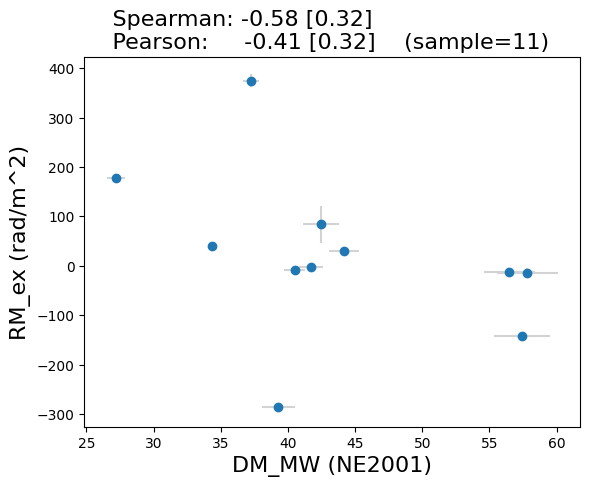 Spearman: -0.58 [0.32]
Pearson: -0.41 [0.32] (sample=11)
400
300
200
100
0
−100
−200
−300
RM_ex (rad/m^2)
25 30 35 40 45 50 55 60
DM_MW (NE2001)